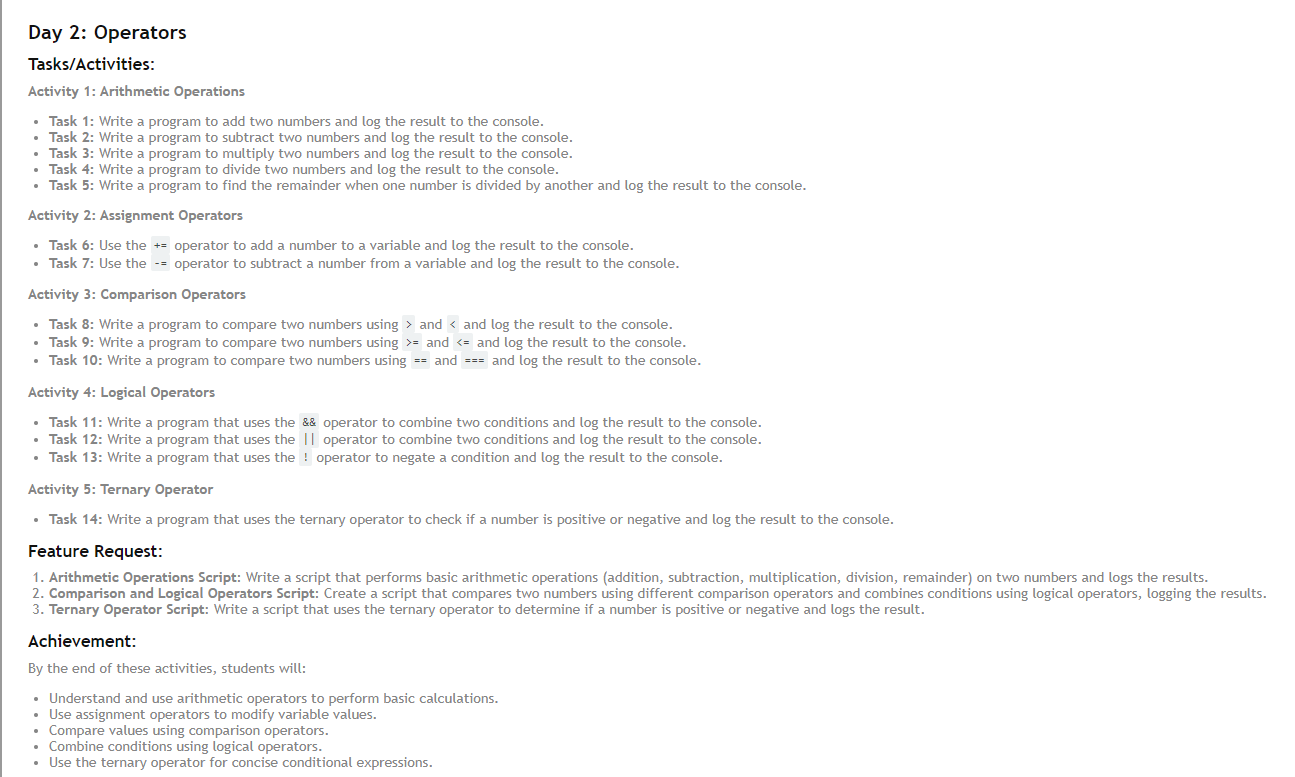 Day 2: Operators
Tasks/Activities:
Activity 1: Arithmetic Operations
• Task 1: Write a program to add two numbers and log the result to the console.
• Task 2: Write a program to subtract two numbers and log the result to the console.
• Task 3: Write a program to multiply two numbers and log the result to the console.
• Task 4: Write a program to divide two numbers and log the result to the console.
• Task 5: Write a program to find the remainder when one number is divided by another and log the result to the console.
Activity 2: Assignment Operators
• Task 6: Use the += operator to add a number to a variable and log the result to the console.
• Task 7: Use the -= operator to subtract a number from a variable and log the result to the console.
Activity 3: Comparison Operators
• Task 8: Write a program to compare two numbers using > and < and log the result to the console.
• Task 9: Write a program to compare two numbers using >= and <= and log the result to the console.
• Task 10: Write a program to compare two numbers using == and === and log the result to the console.
Activity 4: Logical Operators
• Task 11: Write a program that uses the && operator to combine two conditions and log the result to the console.
• Task 12: Write a program that uses the || operator to combine two conditions and log the result to the console.
• Task 13: Write a program that uses the ! operator to negate a condition and log the result to the console.
Activity 5: Ternary Operator
• Task 14: Write a program that uses the ternary operator to check if a number is positive or negative and log the result to the console.
Feature Request:
1. Arithmetic Operations Script: Write a script that performs basic arithmetic operations (addition, subtraction, multiplication, division, remainder) on two numbers and logs the results.
2. Comparison and Logical Operators Script: Create a script that compares two numbers using different comparison operators and combines conditions using logical operators, logging the results.
3. Ternary Operator Script: Write a script that uses the ternary operator to determine if a number is positive or negative and logs the result.
Achievement:
By the end of these activities, students will:
• Understand and use arithmetic operators to perform basic calculations.
• Use assignment operators to modify variable values.
• Compare values using comparison operators.
• Combine conditions using logical operators.
• Use the ternary operator for concise conditional expressions.